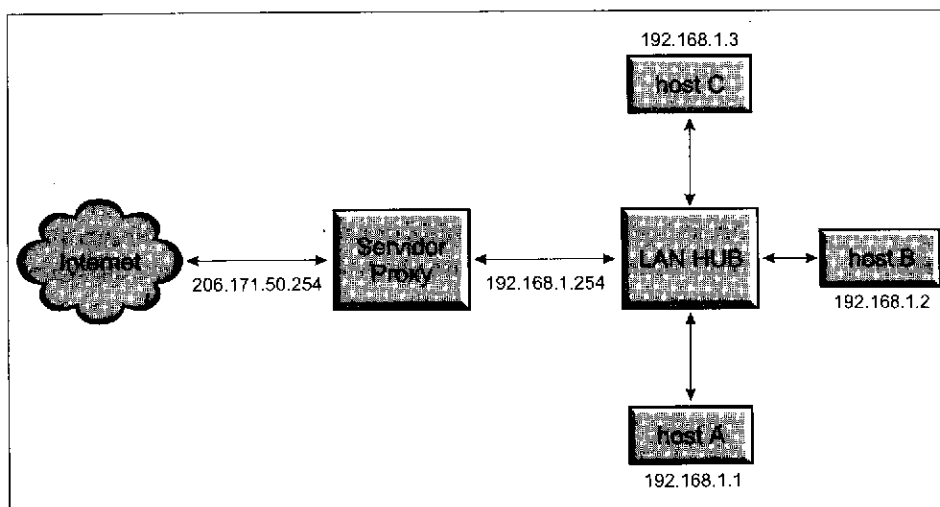 192.168.1.3
host C
Internet
206.171.50.254
Servidor
Proxy
192.168.1.254
LAN HUB
host B
192.168.1.2
host A
192.168.1.1